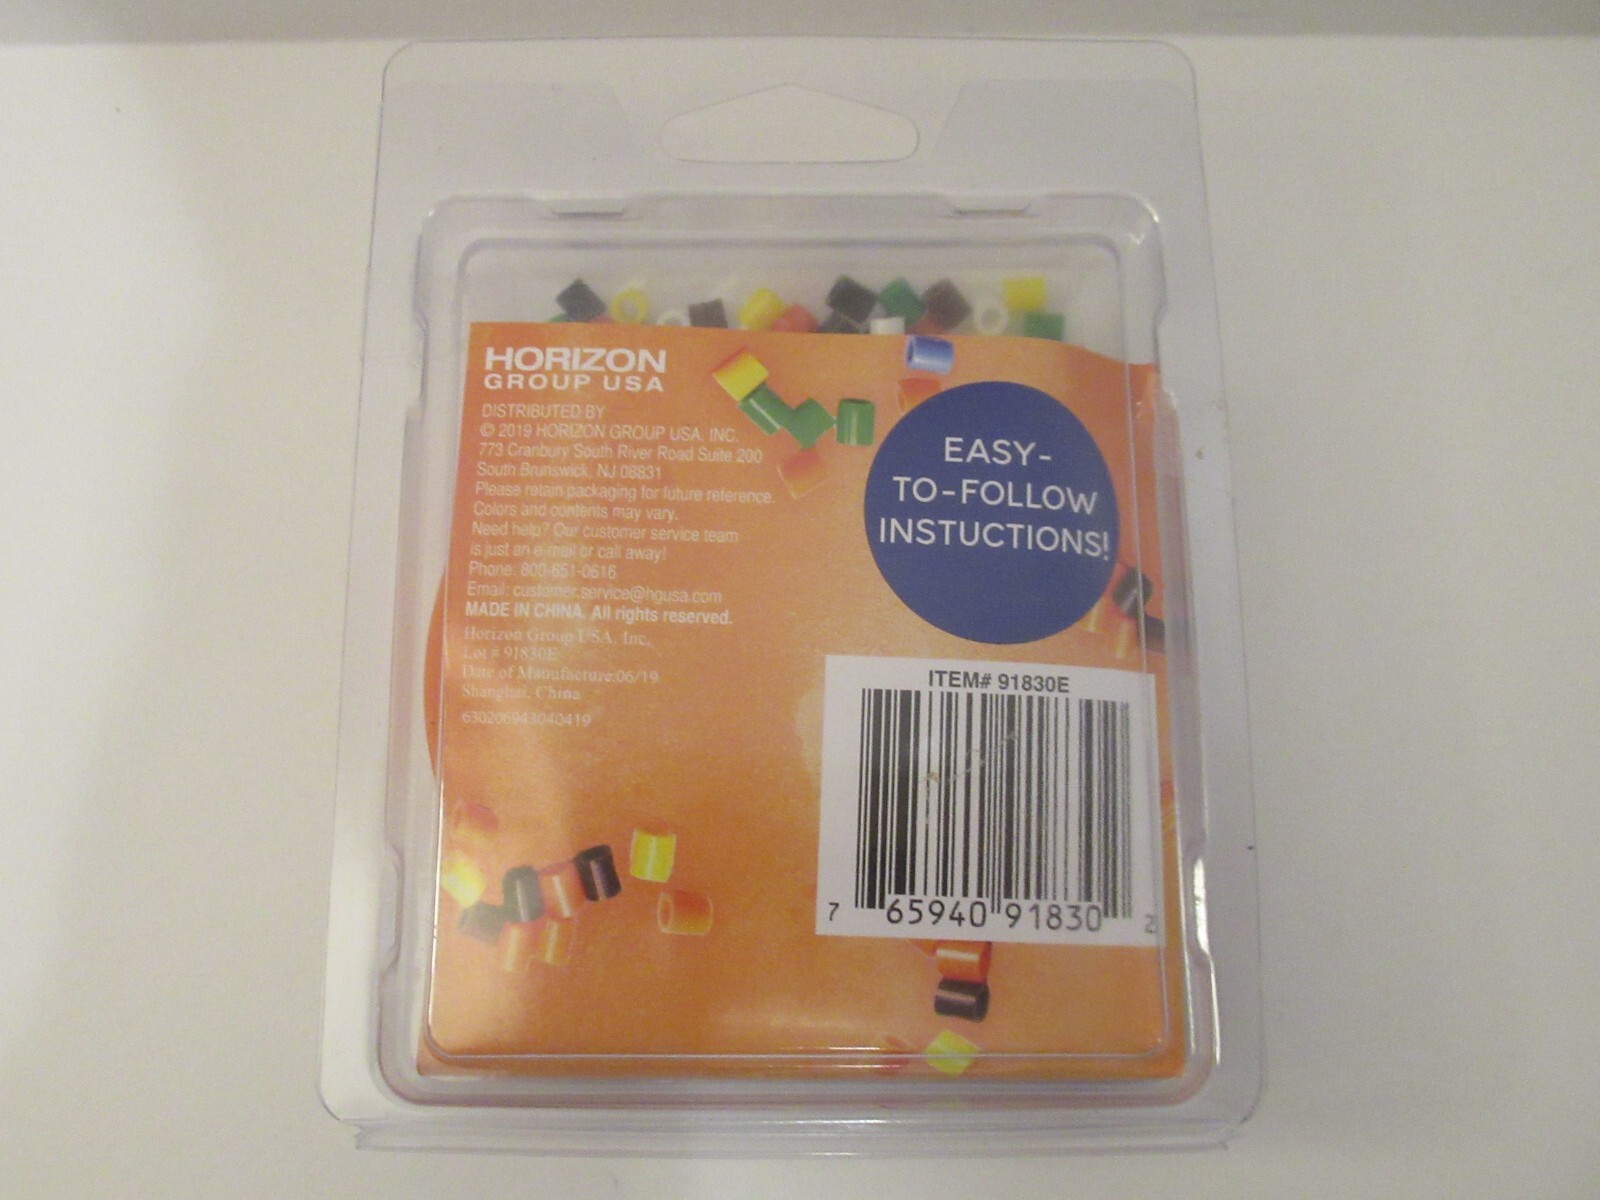 HORIZON
GROUP USA
DISTRIBUTED BY
© 2019 HORIZON GROUP USA, INC.
773 Cranbury South River Road Suite 200
South Brunswick, NJ 08831
Please retain packaging for future reference.
Colors and contents may vary.
Need help? Our customer service team
is just an e-mail or call away!
Phone: 800-651-0616
Email: customer.service@hgusa.com
MADE IN CHINA. All rights reserved.
Horizon Group USA, Inc.
Lot # 91830E
Date of Manufacture:06/19
Shanghai, China
630206943040419
EASY-
TO-FOLLOW
INSTUCTIONS!
ITEM# 91830E
7 65940 91830 2